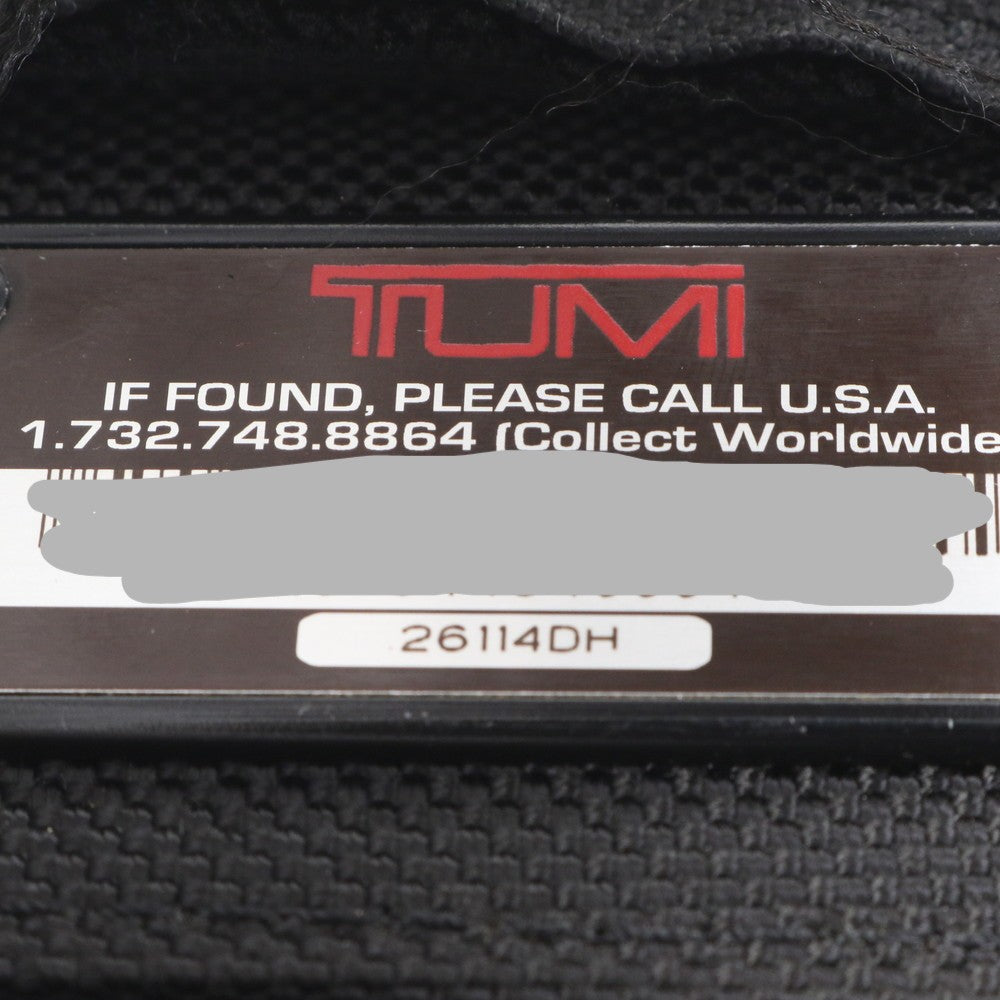 TUMI
IF FOUND, PLEASE CALL U.S.A.
1.732.748.8864 (Collect Worldwide
26114DH